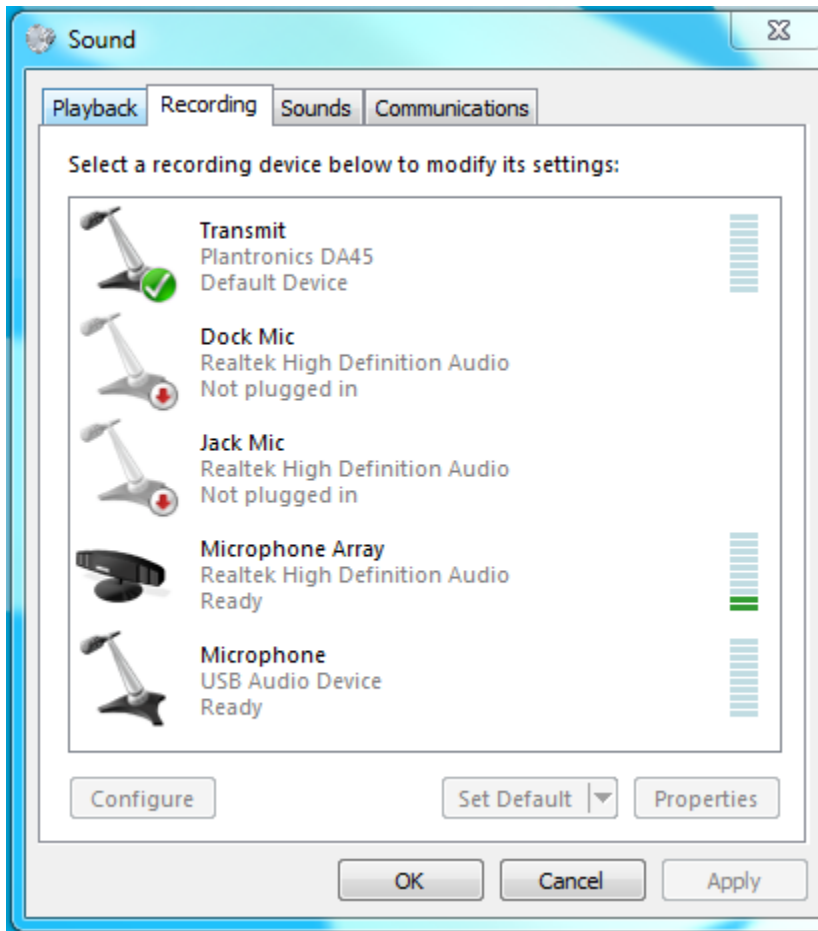 Sound
Playback Recording Sounds Communications
Select a recording device below to modify its settings:
Transmit
Plantronics DA45
Default Device
Dock Mic
Realtek High Definition Audio
Not plugged in
Jack Mic
Realtek High Definition Audio
Not plugged in
Microphone Array
Realtek High Definition Audio
Ready
Microphone
USB Audio Device
Ready
Configure Set Default Properties
OK Cancel Apply